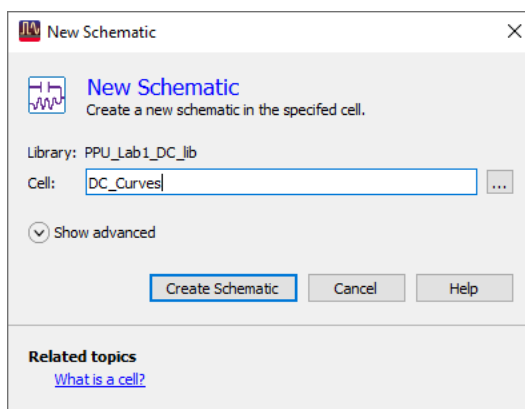 New Schematic
New Schematic
Create a new schematic in the specifed cell.
Library: PPU_Lab1_DC_lib
Cell: DC_Curves ...
Show advanced
Create Schematic Cancel Help
Related topics
What is a cell?